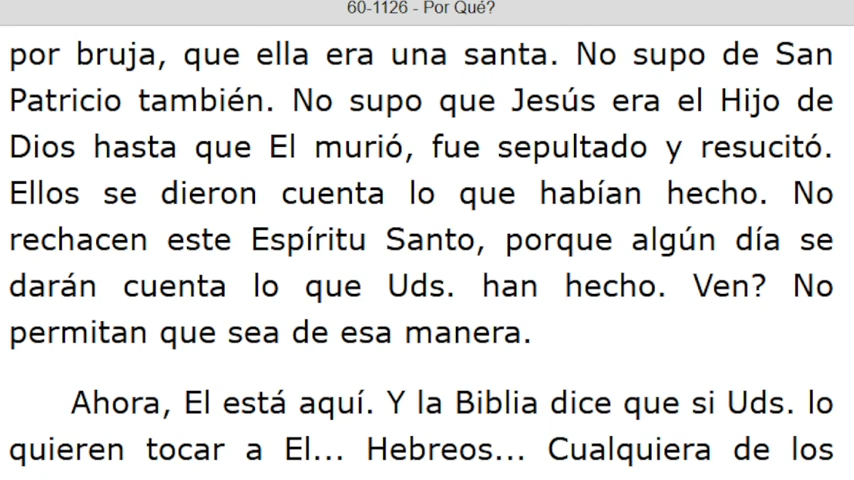 60-1126 - Por Qué?
por bruja, que ella era una santa. No supo de San
Patricio también. No supo que Jesús era el Hijo de
Dios hasta que El murió, fue sepultado y resucitó.
Ellos se dieron cuenta lo que habían hecho. No
rechacen este Espíritu Santo, porque algún día se
darán cuenta lo que Uds. han hecho. Ven? No
permitan que sea de esa manera.
Ahora, El está aquí. Y la Biblia dice que si Uds. lo
quieren tocar a El... Hebreos... Cualquiera de los